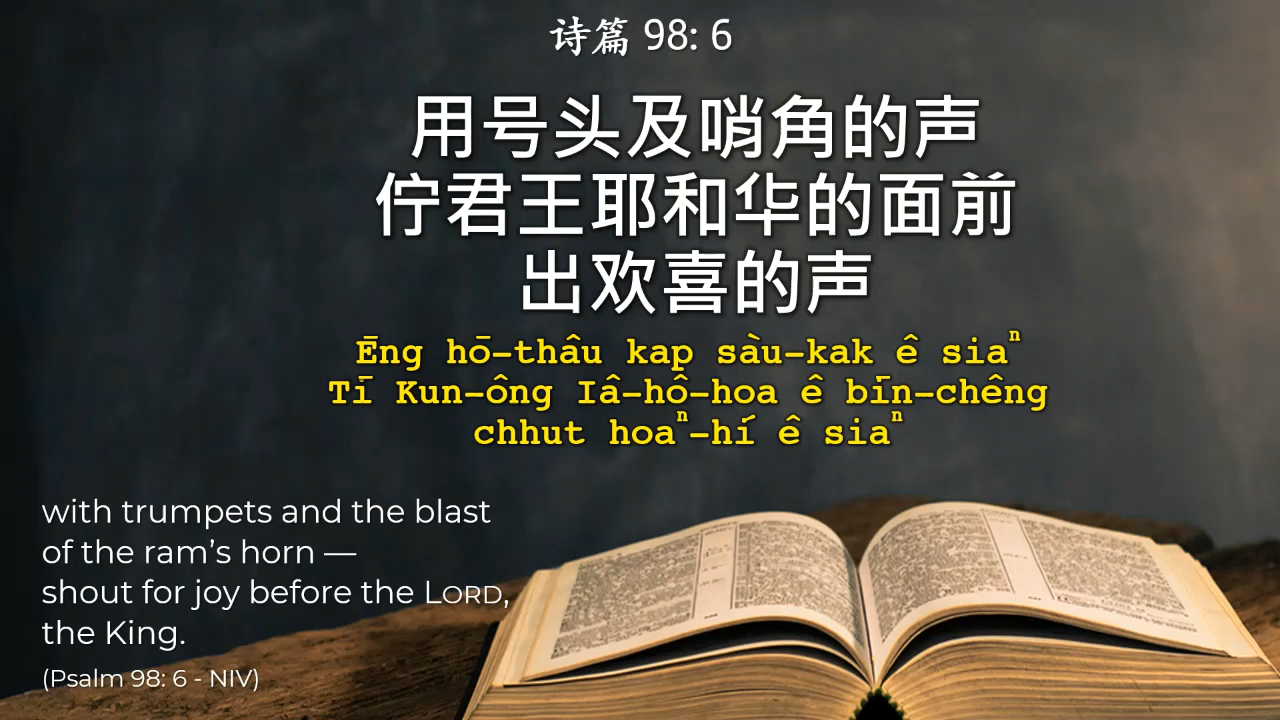 诗篇 98: 6
用号头及哨角的声
佇君王耶和华的面前
出欢喜的声
Ēng hō-thâu kap sàu-kak ê siaⁿ
Tī Kun-ông Iâ-hô-hoa ê bīn-chêng
chhut hoaⁿ-hí ê siaⁿ
with trumpets and the blast
of the ram’s horn —
shout for joy before the LORD,
the King.
(Psalm 98: 6 - NIV)